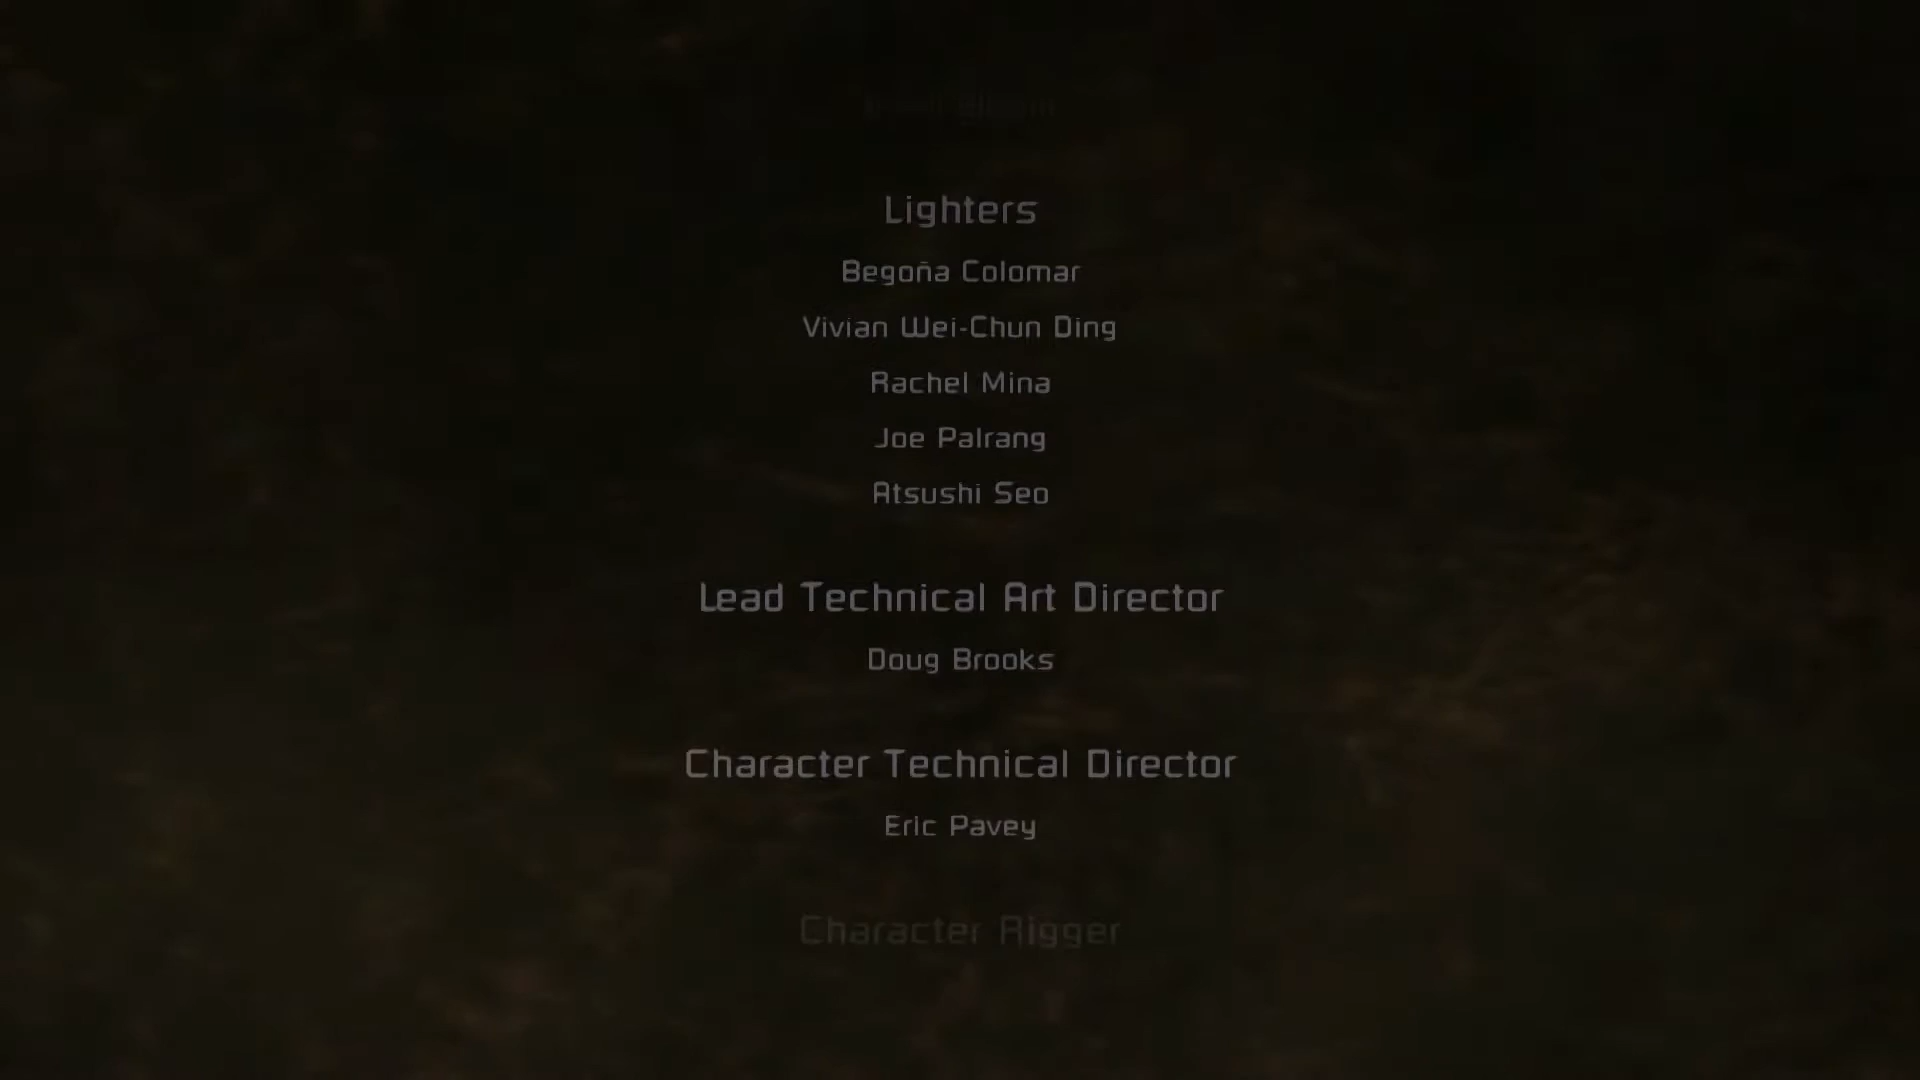 Lighters
Begoña Colomar
Vivian Wei-Chun Ding
Rachel Mina
Joe Palrang
Atsushi Seo
Lead Technical Art Director
Doug Brooks
Character Technical Director
Eric Pavey
Character Rigger